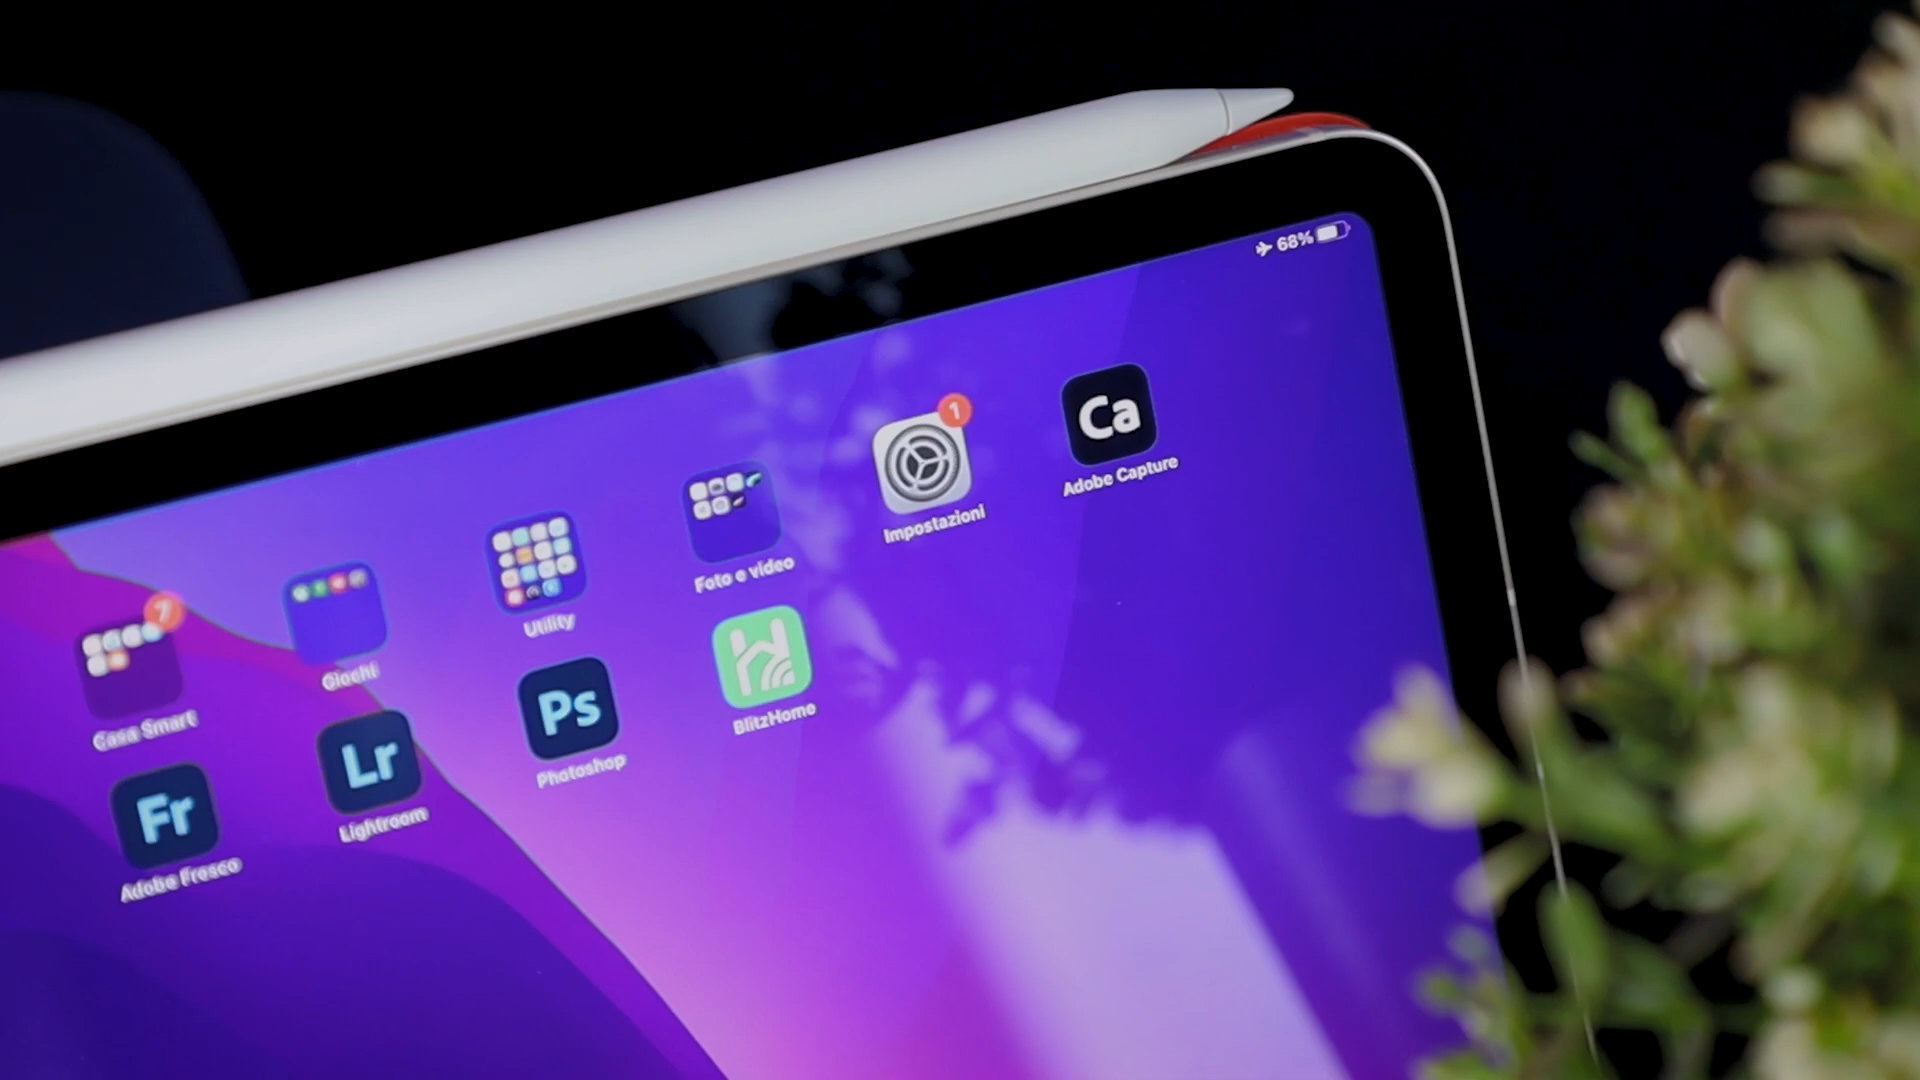 68%
7
Casa Smart
Giochi
Utility
Foto e video
1
Impostazioni
Ca
Adobe Capture
Fr
Adobe Fresco
Lr
Lightroom
Ps
Photoshop
BlitzHome